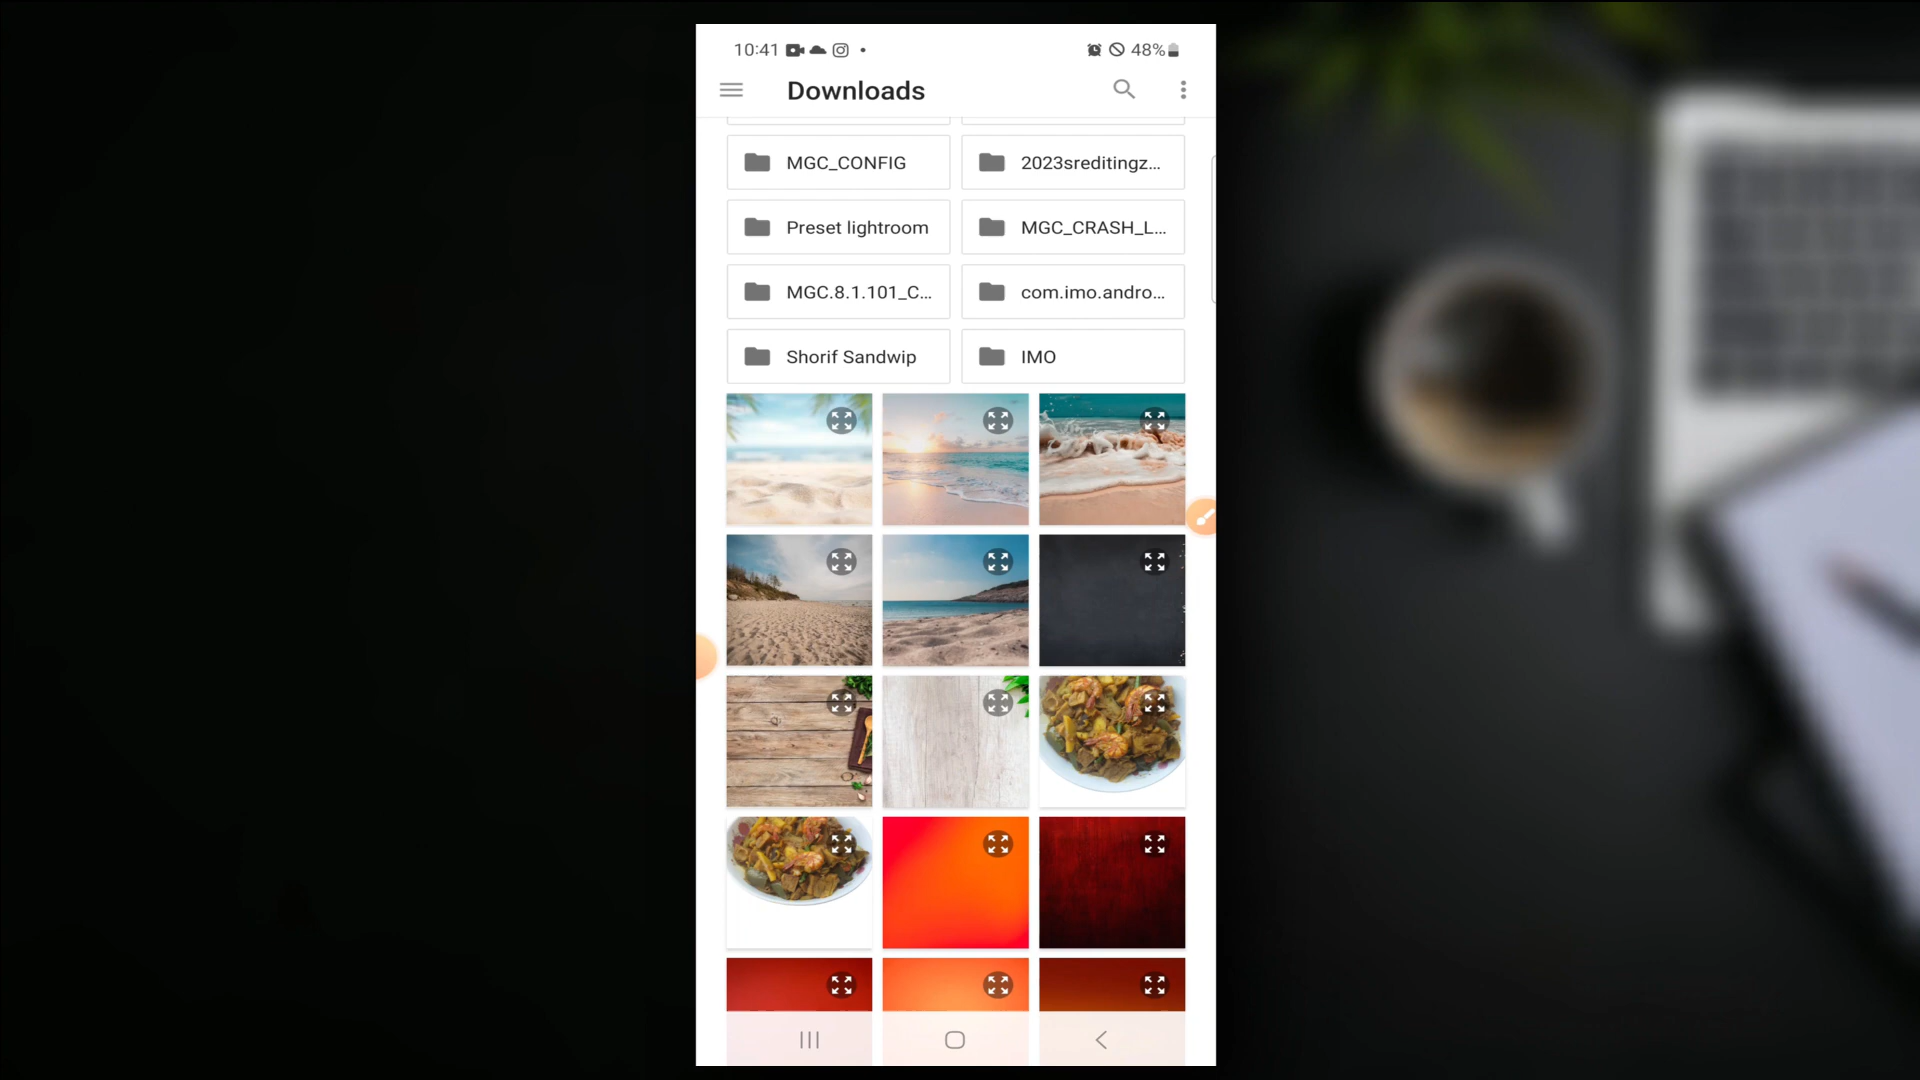 10:41 48%
Downloads
MGC_CONFIG
2023sreditingz...
Preset lightroom
MGC_CRASH_L...
MGC.8.1.101_C...
com.imo.andro...
Shorif Sandwip
IMO